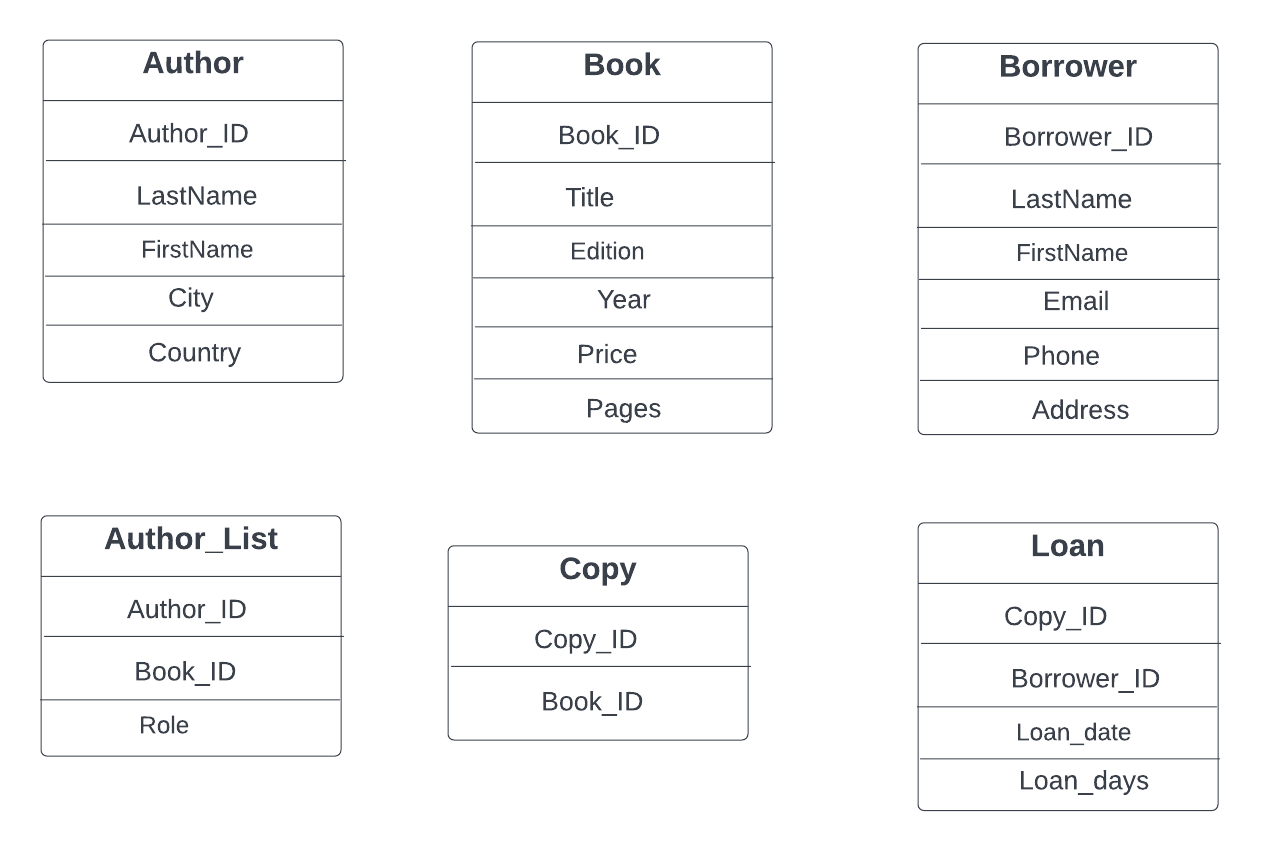 Author
Author_ID
LastName
FirstName
City
Country
Book
Book_ID
Title
Edition
Year
Price
Pages
Borrower
Borrower_ID
LastName
FirstName
Email
Phone
Address
Author_List
Author_ID
Book_ID
Role
Copy
Copy_ID
Book_ID
Loan
Copy_ID
Borrower_ID
Loan_date
Loan_days